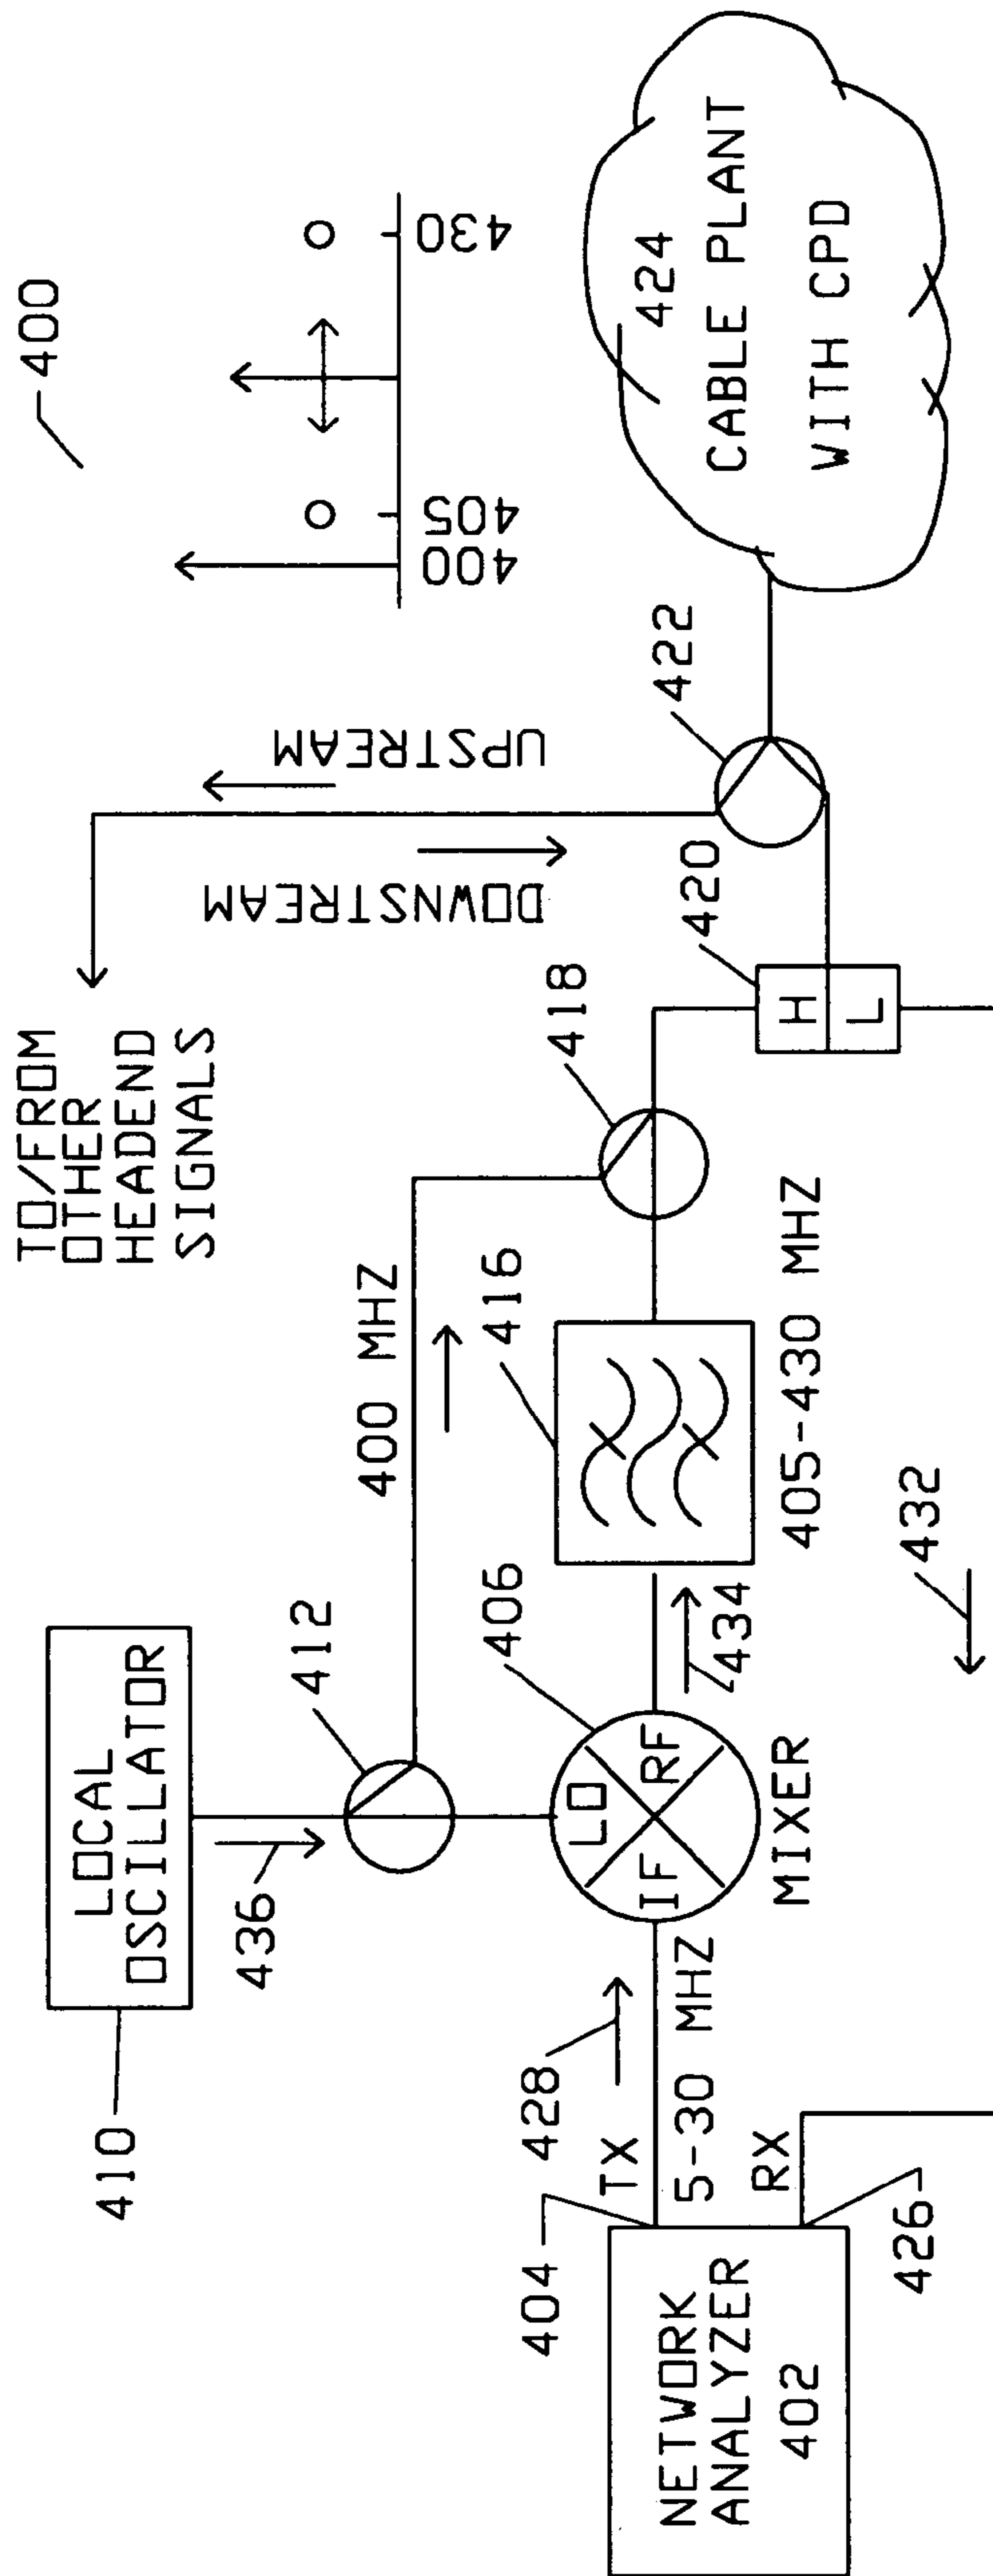 400
TO/FROM
OTHER
HEADEND
SIGNALS
DOWNSTREAM
UPSTREAM
400
405
430
LOCAL
OSCILLATOR
410
436
412
400 MHZ
418
420
422
424
CABLE PLANT
WITH CPD
H
L
416
405-430 MHZ
406
434
LO
IF
RF
MIXER
432
428
404
TX
5-30 MHZ
RX
426
NETWORK
ANALYZER
402